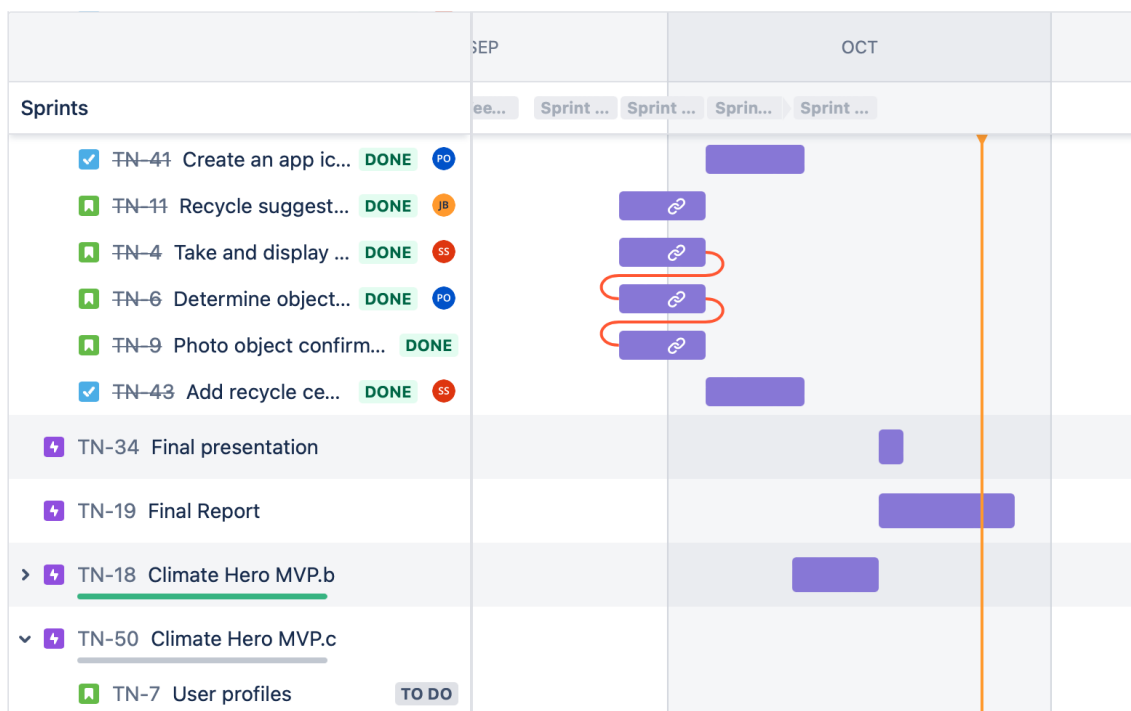 SEP OCT
Sprints ee... Sprint ... Sprint ... Sprin... Sprint ...
TN-41 Create an app ic... DONE PO
TN-11 Recycle suggest... DONE JB
TN-4 Take and display ... DONE SS
TN-6 Determine object... DONE PO
TN-9 Photo object confirm... DONE
TN-43 Add recycle ce... DONE SS
TN-34 Final presentation
TN-19 Final Report
TN-18 Climate Hero MVP.b
TN-50 Climate Hero MVP.c
TN-7 User profiles TO DO